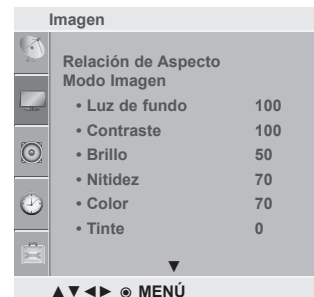 Imagen
Relación de Aspecto
Modo Imagen
• Luz de fundo 100
• Contraste 100
• Brillo 50
• Nitidez 70
• Color 70
• Tinte 0
▼
▲▼◄► ◉ MENÚ